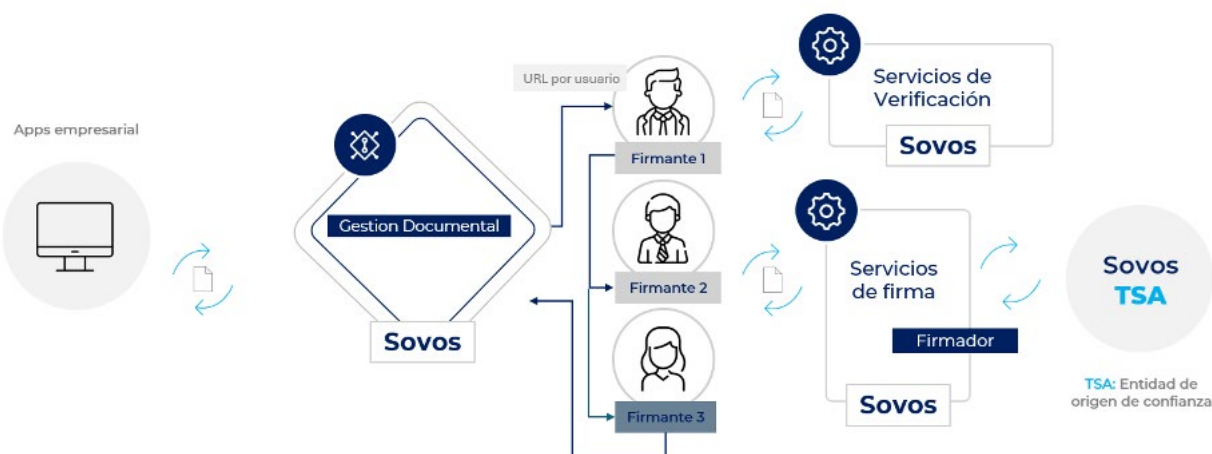 Apps empresarial
Gestion Documental
Sovos
URL por usuario
Firmante 1
Firmante 2
Firmante 3
Servicios de
Verificación
Sovos
Servicios
de firma
Firmador
Sovos
Sovos
TSA
TSA: Entidad de
origen de confianza